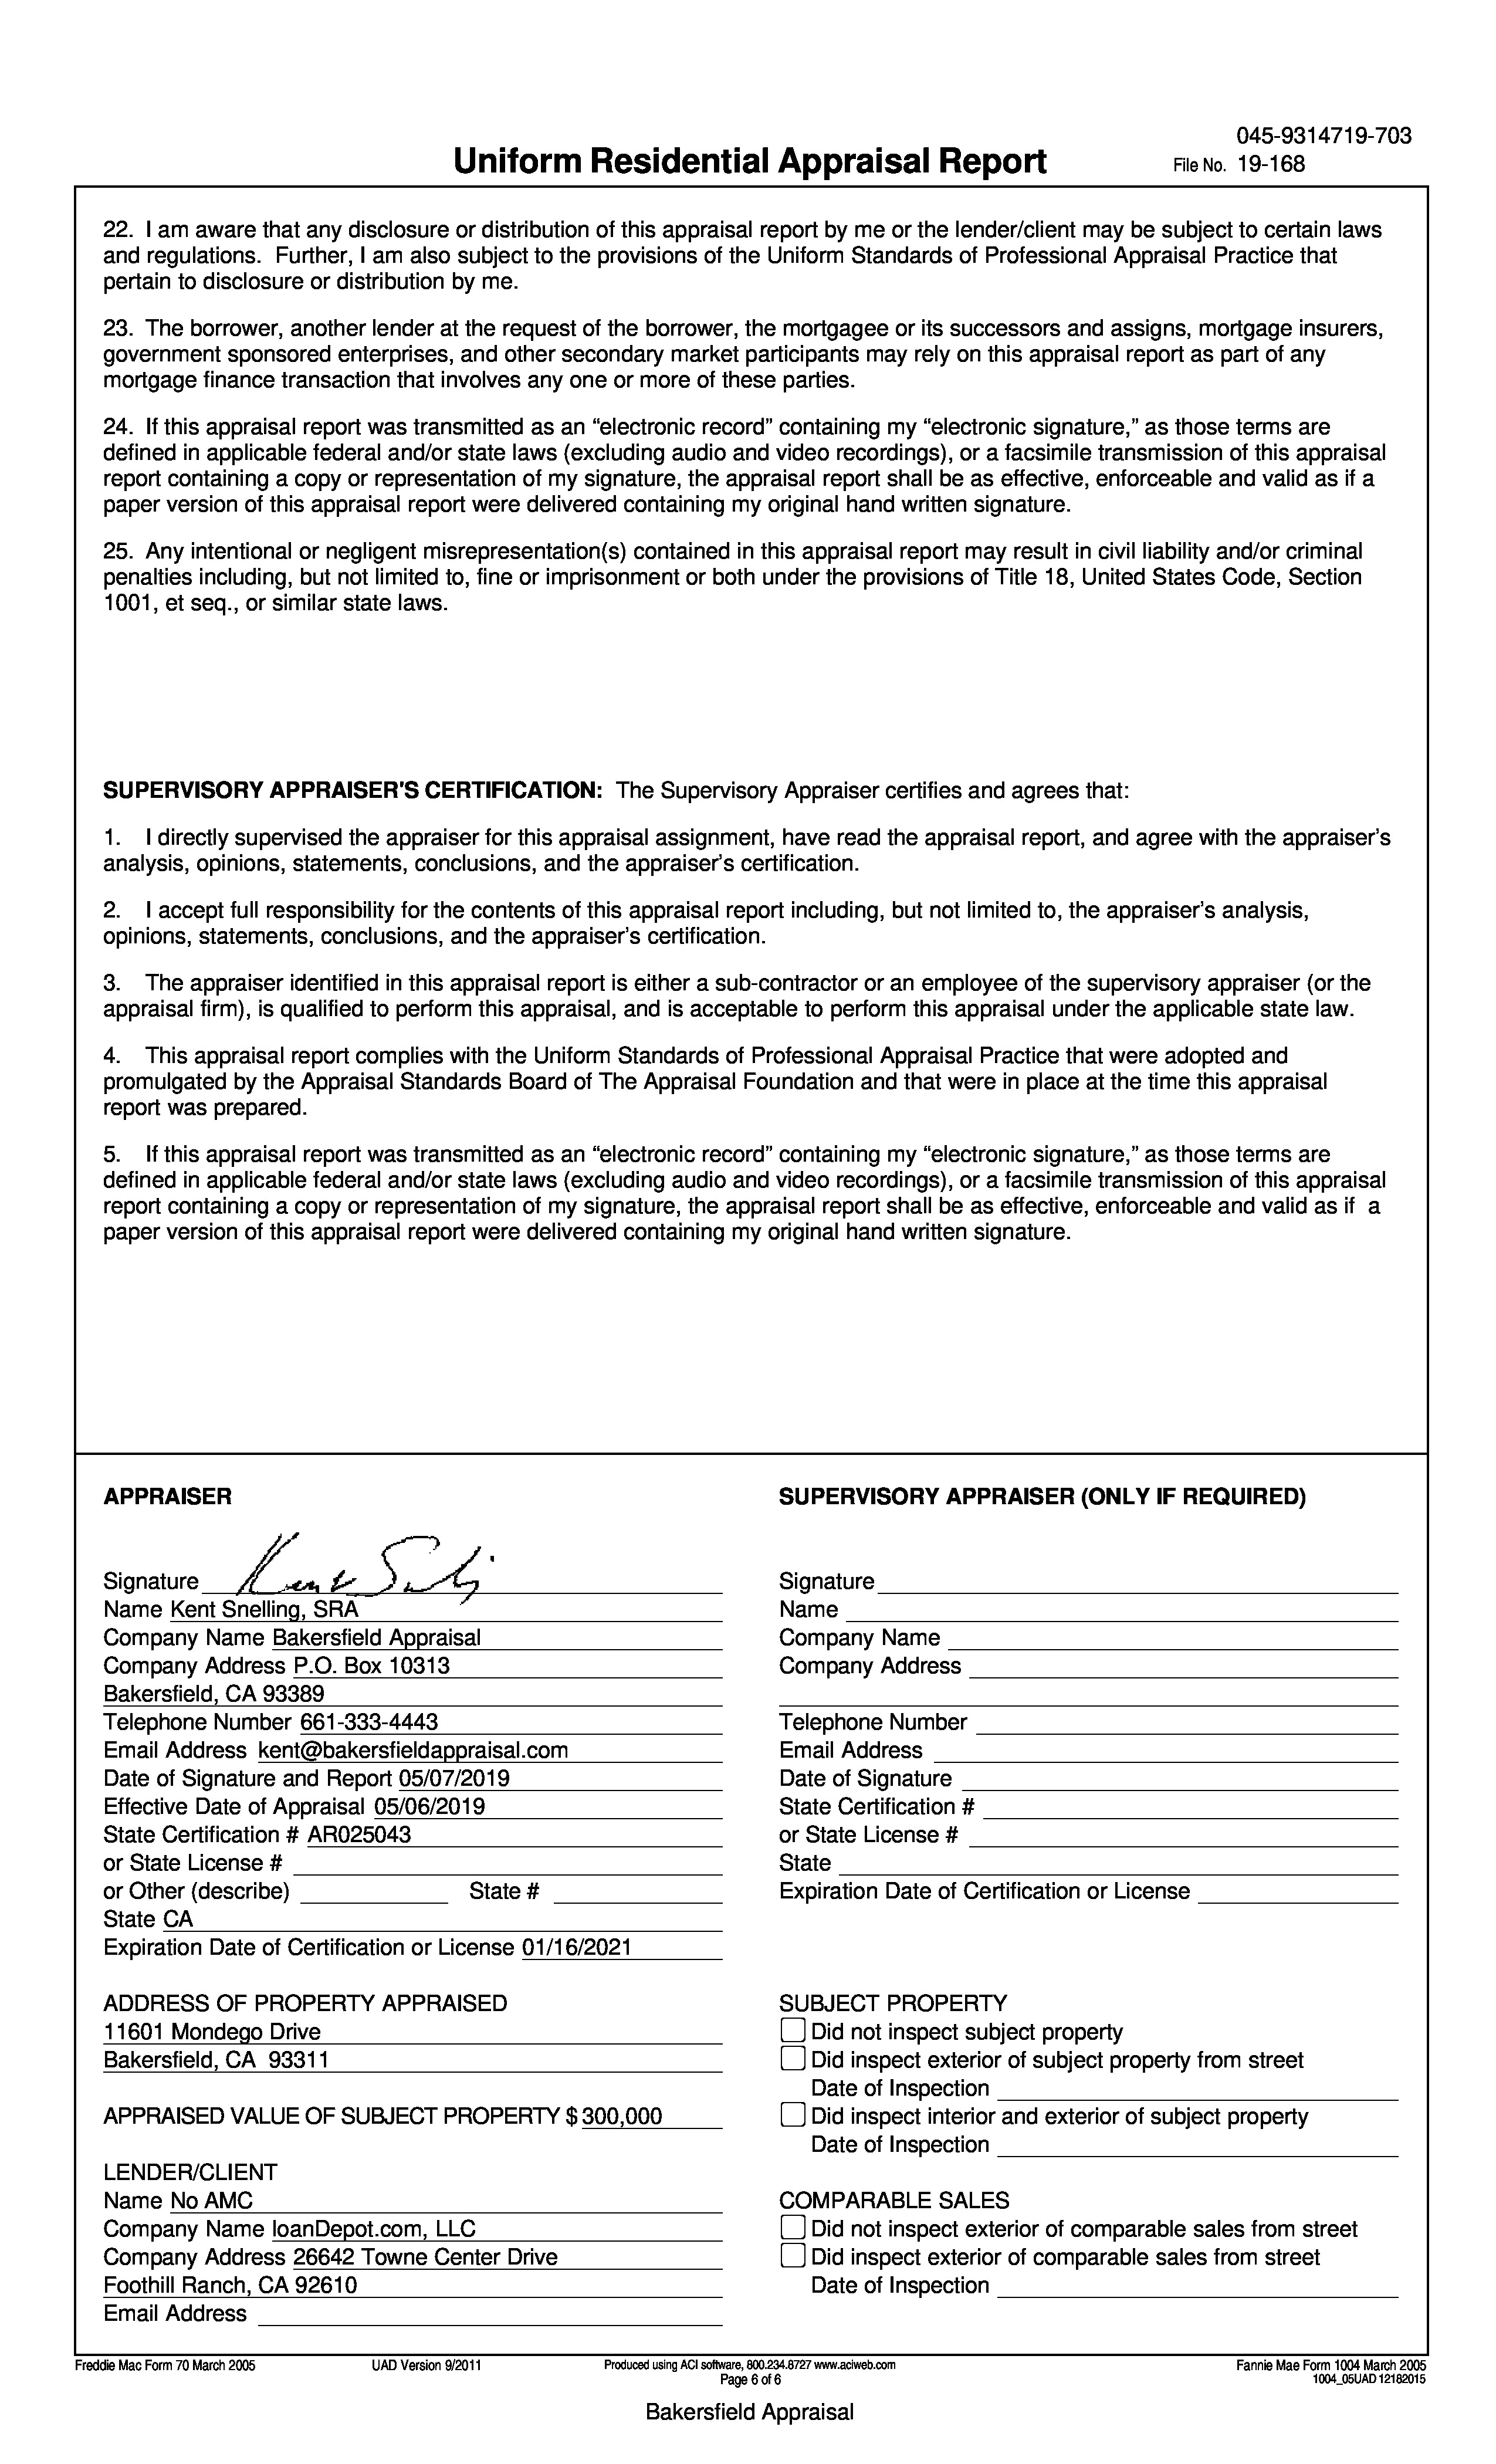 045-9314719-703
Uniform Residential Appraisal Report
File No. 19-168
22. I am aware that any disclosure or distribution of this appraisal report by me or the lender/client may be subject to certain laws
and regulations. Further, I am also subject to the provisions of the Uniform Standards of Professional Appraisal Practice that
pertain to disclosure or distribution by me.
23. The borrower, another lender at the request of the borrower, the mortgagee or its successors and assigns, mortgage insurers,
government sponsored enterprises, and other secondary market participants may rely on this appraisal report as part of any
mortgage finance transaction that involves any one or more of these parties.
24. If this appraisal report was transmitted as an “electronic record” containing my “electronic signature,” as those terms are
defined in applicable federal and/or state laws (excluding audio and video recordings), or a facsimile transmission of this appraisal
report containing a copy or representation of my signature, the appraisal report shall be as effective, enforceable and valid as if a
paper version of this appraisal report were delivered containing my original hand written signature.
25. Any intentional or negligent misrepresentation(s) contained in this appraisal report may result in civil liability and/or criminal
penalties including, but not limited to, fine or imprisonment or both under the provisions of Title 18, United States Code, Section
1001, et seq., or similar state laws.
SUPERVISORY APPRAISER'S CERTIFICATION: The Supervisory Appraiser certifies and agrees that:
1. I directly supervised the appraiser for this appraisal assignment, have read the appraisal report, and agree with the appraiser’s
analysis, opinions, statements, conclusions, and the appraiser’s certification.
2. I accept full responsibility for the contents of this appraisal report including, but not limited to, the appraiser’s analysis,
opinions, statements, conclusions, and the appraiser’s certification.
3. The appraiser identified in this appraisal report is either a sub-contractor or an employee of the supervisory appraiser (or the
appraisal firm), is qualified to perform this appraisal, and is acceptable to perform this appraisal under the applicable state law.
4. This appraisal report complies with the Uniform Standards of Professional Appraisal Practice that were adopted and
promulgated by the Appraisal Standards Board of The Appraisal Foundation and that were in place at the time this appraisal
report was prepared.
5. If this appraisal report was transmitted as an “electronic record” containing my “electronic signature,” as those terms are
defined in applicable federal and/or state laws (excluding audio and video recordings), or a facsimile transmission of this appraisal
report containing a copy or representation of my signature, the appraisal report shall be as effective, enforceable and valid as if a
paper version of this appraisal report were delivered containing my original hand written signature.
APPRAISER
Signature
Name Kent Snelling, SRA
Company Name Bakersfield Appraisal
Company Address P.O. Box 10313
Bakersfield, CA 93389
Telephone Number 661-333-4443
Email Address kent@bakersfieldappraisal.com
Date of Signature and Report 05/07/2019
Effective Date of Appraisal 05/06/2019
State Certification # AR025043
or State License #
or Other (describe) State #
State CA
Expiration Date of Certification or License 01/16/2021
ADDRESS OF PROPERTY APPRAISED
11601 Mondego Drive
Bakersfield, CA 93311
APPRAISED VALUE OF SUBJECT PROPERTY $ 300,000
LENDER/CLIENT
Name No AMC
Company Name loanDepot.com, LLC
Company Address 26642 Towne Center Drive
Foothill Ranch, CA 92610
Email Address
SUPERVISORY APPRAISER (ONLY IF REQUIRED)
Signature
Name
Company Name
Company Address
Telephone Number
Email Address
Date of Signature
State Certification #
or State License #
State
Expiration Date of Certification or License
SUBJECT PROPERTY
Did not inspect subject property
Did inspect exterior of subject property from street
Date of Inspection
Did inspect interior and exterior of subject property
Date of Inspection
COMPARABLE SALES
Did not inspect exterior of comparable sales from street
Did inspect exterior of comparable sales from street
Date of Inspection
Freddie Mac Form 70 March 2005 UAD Version 9/2011 Produced using ACI software, 800.234.8727 www.aciweb.com Fannie Mae Form 1004 March 2005
Page 6 of 6 1004_05UAD 12182015
Bakersfield Appraisal